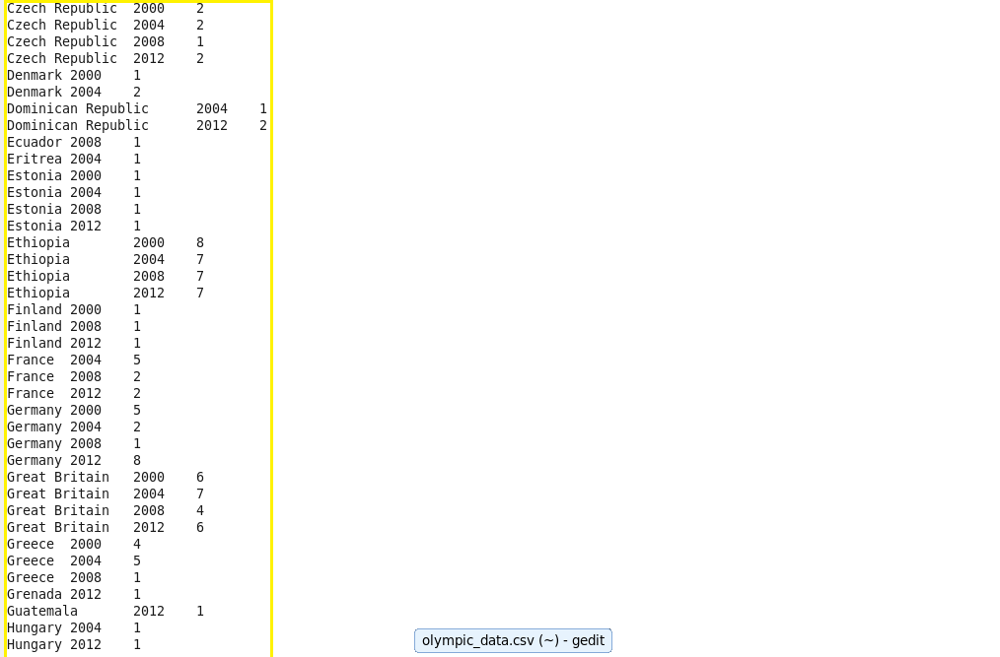 Czech Republic 2000 2
Czech Republic 2004 2
Czech Republic 2008 1
Czech Republic 2012 2
Denmark 2000 1
Denmark 2004 2
Dominican Republic 2004 1
Dominican Republic 2012 2
Ecuador 2008 1
Eritrea 2004 1
Estonia 2000 1
Estonia 2004 1
Estonia 2008 1
Estonia 2012 1
Ethiopia 2000 8
Ethiopia 2004 7
Ethiopia 2008 7
Ethiopia 2012 7
Finland 2000 1
Finland 2008 1
Finland 2012 1
France 2004 5
France 2008 2
France 2012 2
Germany 2000 5
Germany 2004 2
Germany 2008 1
Germany 2012 8
Great Britain 2000 6
Great Britain 2004 7
Great Britain 2008 4
Great Britain 2012 6
Greece 2000 4
Greece 2004 5
Greece 2008 1
Grenada 2012 1
Guatemala 2012 1
Hungary 2004 1
Hungary 2012 1
olympic_data.csv (~) - gedit